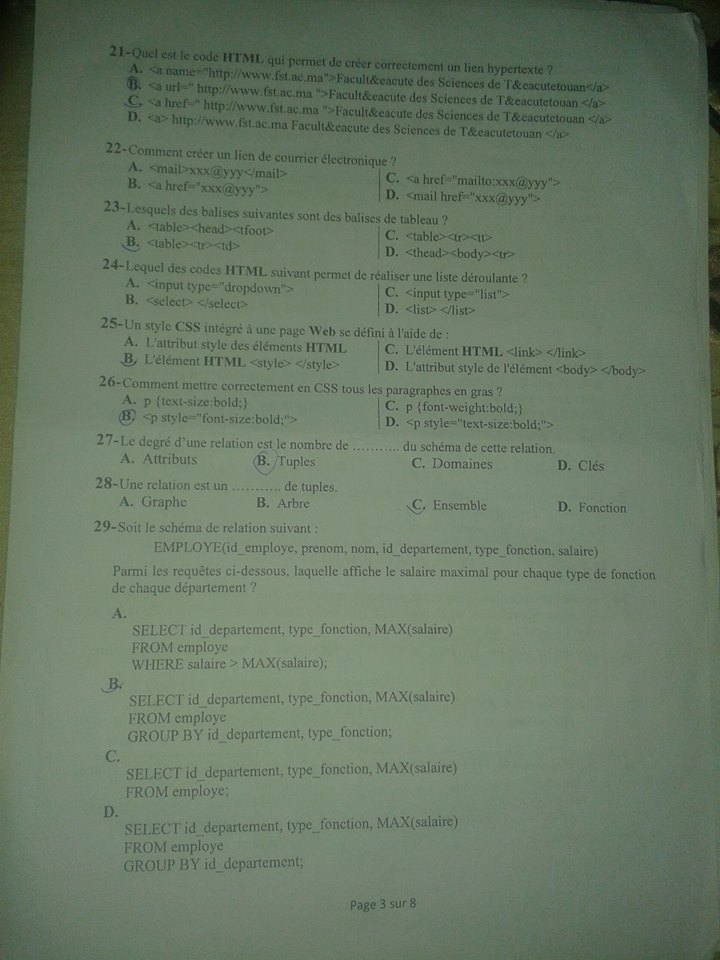 21-Quel est le code HTML qui permet de créer correctement un lien hypertexte ?
A. <a name="http://www.fst.ac.ma">Facult&eacute des Sciences de T&eacutetouan</a>
B. <a url=" http://www.fst.ac.ma ">Facult&eacute des Sciences de T&eacutetouan </a>
C. <a href=" http://www.fst.ac.ma ">Facult&eacute des Sciences de T&eacutetouan </a>
D. <a> http://www.fst.ac.ma Facult&eacute des Sciences de T&eacutetouan </a>
22-Comment créer un lien de courrier électronique ?
A. <mail>xxx@yyy</mail>
B. <a href="xxx@yyy">
C. <a href="mailto:xxx@yyy">
D. <mail href="xxx@yyy">
23-Lesquels des balises suivantes sont des balises de tableau ?
A. <table><head><tfoot>
B. <table><tr><td>
C. <table><tr><tt>
D. <thead><body><tr>
24-Lequel des codes HTML suivant permet de réaliser une liste déroulante ?
A. <input type="dropdown">
B. <select> </select>
C. <input type="list">
D. <list> </list>
25-Un style CSS intégré à une page Web se défini à l'aide de :
A. L'attribut style des éléments HTML
B. L'élément HTML <style> </style>
C. L'élément HTML <link> </link>
D. L'attribut style de l'élément <body> </body>
26-Comment mettre correctement en CSS tous les paragraphes en gras ?
A. p {text-size:bold;}
B. <p style="font-size:bold;">
C. p {font-weight:bold;}
D. <p style="text-size:bold;">
27-Le degré d'une relation est le nombre de ……….. du schéma de cette relation.
A. Attributs B. Tuples C. Domaines D. Clés
28-Une relation est un ……….. de tuples.
A. Graphe B. Arbre C. Ensemble D. Fonction
29-Soit le schéma de relation suivant :
EMPLOYE(id_employe, prenom, nom, id_departement, type_fonction, salaire)
Parmi les requêtes ci-dessous, laquelle affiche le salaire maximal pour chaque type de fonction
de chaque département ?
A.
SELECT id_departement, type_fonction, MAX(salaire)
FROM employe
WHERE salaire > MAX(salaire);
B.
SELECT id_departement, type_fonction, MAX(salaire)
FROM employe
GROUP BY id_departement, type_fonction;
C.
SELECT id_departement, type_fonction, MAX(salaire)
FROM employe;
D.
SELECT id_departement, type_fonction, MAX(salaire)
FROM employe
GROUP BY id_departement;
Page 3 sur 8